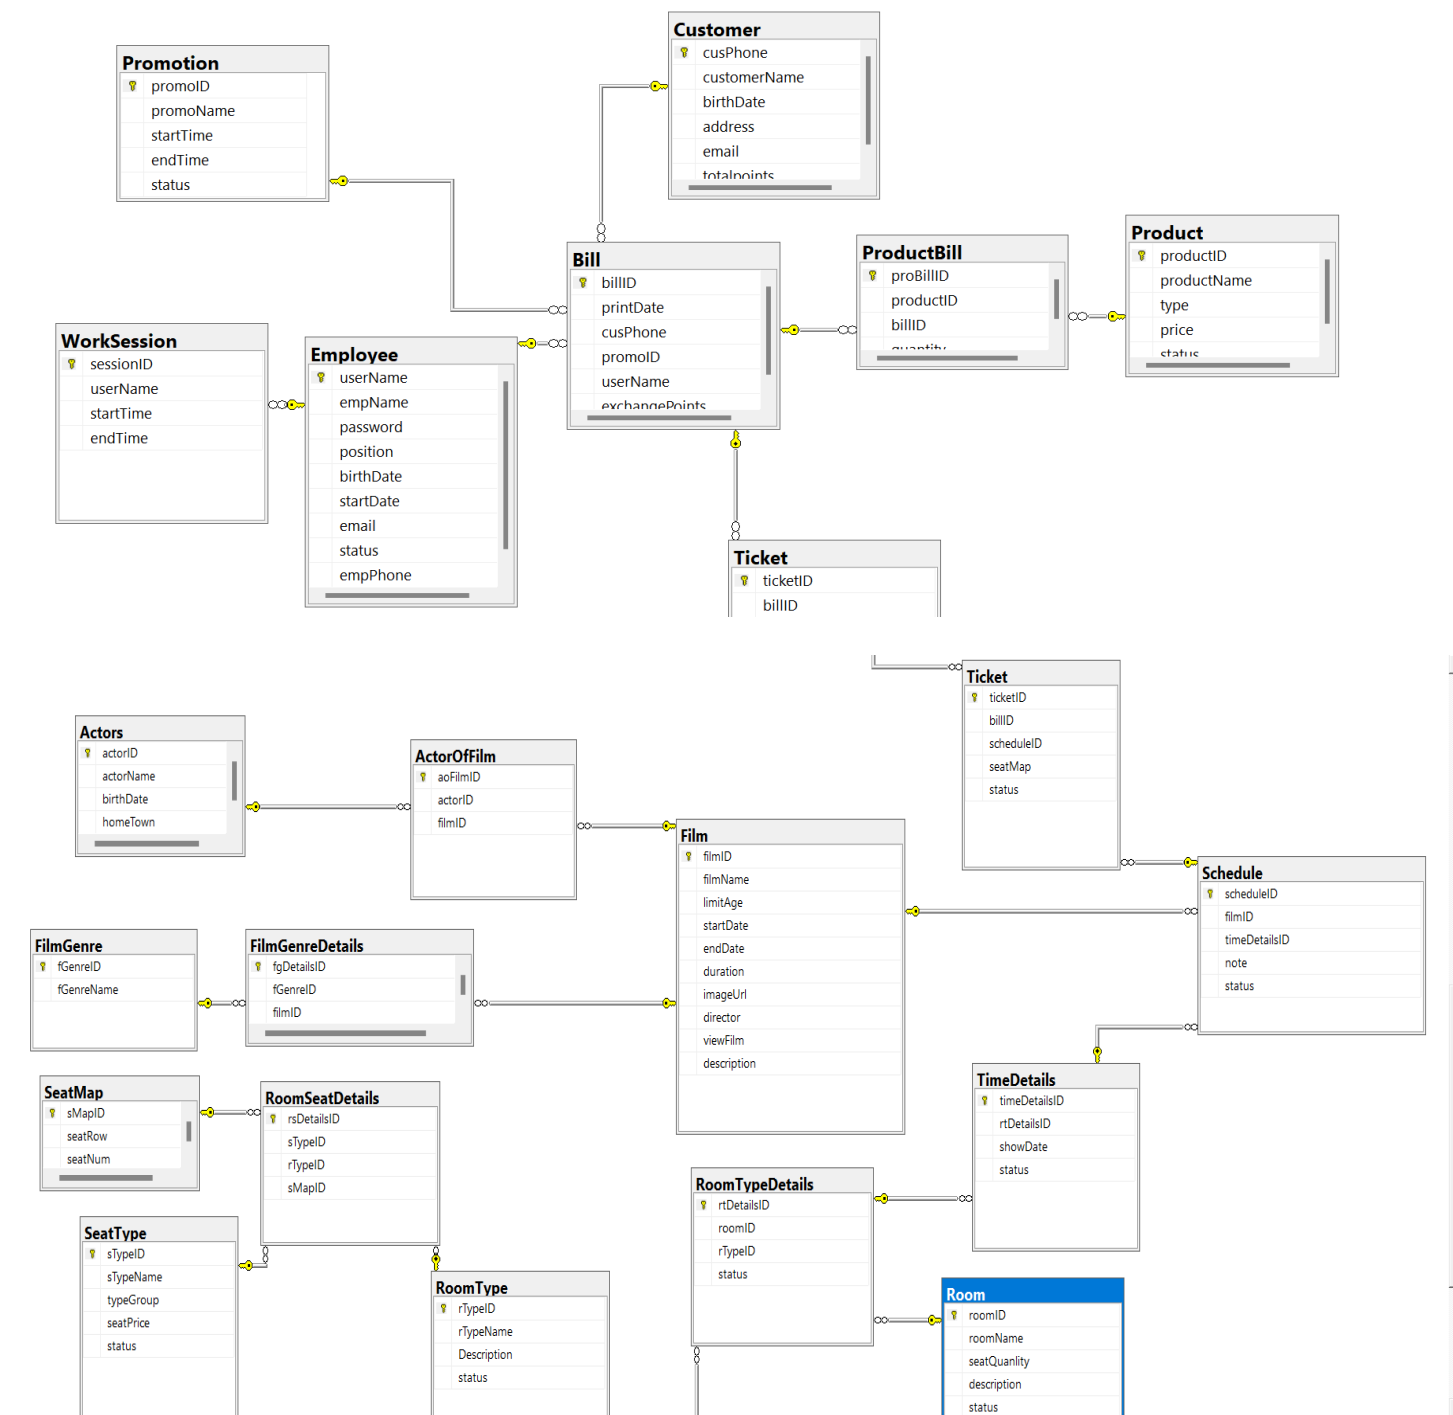 Customer
cusPhone
customerName
birthDate
address
email
totalpoints
Promotion
promoID
promoName
startTime
endTime
status
Bill
billID
printDate
cusPhone
promoID
userName
exchangePoints
ProductBill
proBillID
productID
billID
quantity
Product
productID
productName
type
price
status
WorkSession
sessionID
userName
startTime
endTime
Employee
userName
empName
password
position
birthDate
startDate
email
status
empPhone
Ticket
ticketID
billID
Ticket
ticketID
billID
scheduleID
seatMap
status
Actors
actorID
actorName
birthDate
homeTown
ActorOfFilm
aoFilmID
actorID
filmID
Film
filmID
filmName
limitAge
startDate
endDate
duration
imageUrl
director
viewFilm
description
Schedule
scheduleID
filmID
timeDetailsID
note
status
FilmGenre
fGenreID
fGenreName
FilmGenreDetails
fgDetailsID
fGenreID
filmID
SeatMap
sMapID
seatRow
seatNum
RoomSeatDetails
rsDetailsID
sTypeID
rTypeID
sMapID
TimeDetails
timeDetailsID
rtDetailsID
showDate
status
RoomTypeDetails
rtDetailsID
roomID
rTypeID
status
SeatType
sTypeID
sTypeName
typeGroup
seatPrice
status
RoomType
rTypeID
rTypeName
Description
status
Room
roomID
roomName
seatQuanlity
description
status